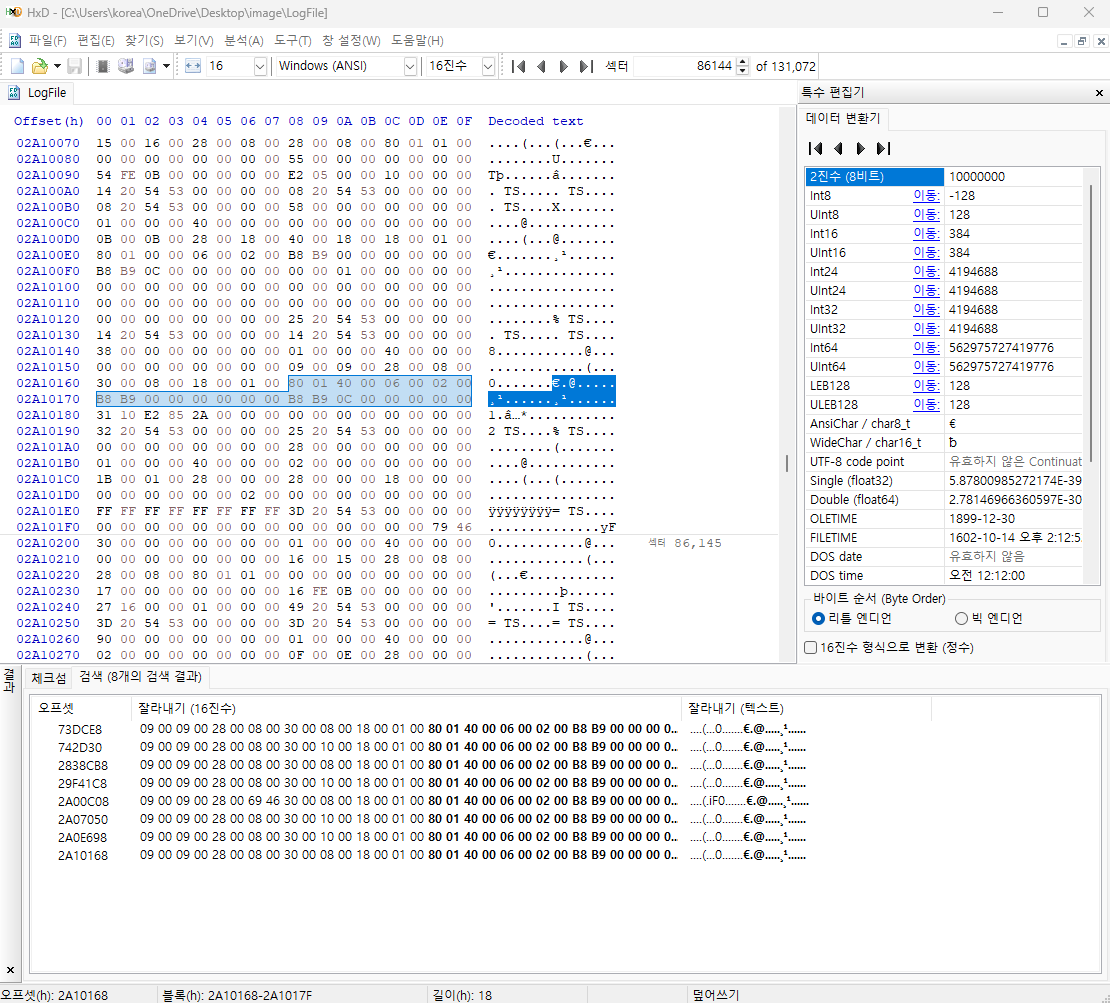 HxD - [C:\Users\korea\OneDrive\Desktop\image\LogFile]
파일(F) 편집(E) 찾기(S) 보기(V) 분석(A) 도구(T) 창 설정(W) 도움말(H)
16 Windows (ANSI) 16진수 섹터 86144 of 131,072
LogFile
Offset(h) 00 01 02 03 04 05 06 07 08 09 0A 0B 0C 0D 0E 0F Decoded text
02A10070 15 00 16 00 28 00 08 00 28 00 08 00 80 01 01 00 ....(...(...€...
02A10080 00 00 00 00 00 00 00 00 55 00 00 00 00 00 00 00 ........U.......
02A10090 54 FE 0B 00 00 00 00 00 E2 05 00 00 00 10 00 00 Tþ......â.......
02A100A0 14 20 54 53 00 00 00 00 08 20 54 53 00 00 00 00 . TS..... TS....
02A100B0 08 20 54 53 00 00 00 00 58 00 00 00 00 00 00 00 . TS....X.......
02A100C0 01 00 00 00 40 00 00 00 00 00 00 00 00 00 00 00 ....@...........
02A100D0 0B 00 0B 00 28 00 18 00 40 00 18 00 18 00 01 00 ....(...@.......
02A100E0 80 01 00 00 06 00 02 00 B8 B9 00 00 00 00 00 00 €.......¸¹......
02A100F0 B8 B9 0C 00 00 00 00 00 00 00 01 00 00 00 00 00 ¸¹..............
02A10100 00 00 00 00 00 00 00 00 00 00 00 00 00 00 00 00 ................
02A10110 00 00 00 00 00 00 00 00 00 00 00 00 00 00 00 00 ................
02A10120 00 00 00 00 00 00 00 00 25 20 54 53 00 00 00 00 ........% TS....
02A10130 14 20 54 53 00 00 00 00 14 20 54 53 00 00 00 00 . TS..... TS....
02A10140 38 00 00 00 00 00 00 00 01 00 00 00 40 00 00 00 8...........@...
02A10150 00 00 00 00 00 00 00 00 09 00 09 00 28 00 08 00 ............(...
02A10160 30 00 08 00 18 00 01 00 80 01 40 00 06 00 02 00 0.......€.@.....
02A10170 B8 B9 00 00 00 00 00 00 B8 B9 0C 00 00 00 00 00 ¸¹......¸¹......
02A10180 31 10 E2 85 2A 00 00 00 00 00 00 00 00 00 00 00 1.â…*...........
02A10190 32 20 54 53 00 00 00 00 25 20 54 53 00 00 00 00 2 TS....% TS....
02A101A0 00 00 00 00 00 00 00 00 28 00 00 00 00 00 00 00 ........(.......
02A101B0 01 00 00 00 40 00 00 00 02 00 00 00 00 00 00 00 ....@...........
02A101C0 1B 00 01 00 28 00 00 00 28 00 00 00 18 00 00 00 ....(...(.......
02A101D0 00 00 00 00 00 00 02 00 00 00 00 00 00 00 00 00 ................
02A101E0 FF FF FF FF FF FF FF FF 3D 20 54 53 00 00 00 00 ÿÿÿÿÿÿÿÿ= TS....
02A101F0 00 00 00 00 00 00 00 00 00 00 00 00 00 00 79 46 ..............yF
02A10200 30 00 00 00 00 00 00 00 01 00 00 00 40 00 00 00 0...........@... 섹터 86,145
02A10210 00 00 00 00 00 00 00 00 16 00 15 00 28 00 08 00 ............(...
02A10220 28 00 08 00 80 01 01 00 00 00 00 00 00 00 00 00 (...€...........
02A10230 17 00 00 00 00 00 00 00 16 FE 0B 00 00 00 00 00 .........þ......
02A10240 27 16 00 00 01 00 00 00 49 20 54 53 00 00 00 00 '.......I TS....
02A10250 3D 20 54 53 00 00 00 00 3D 20 54 53 00 00 00 00 = TS....= TS....
02A10260 90 00 00 00 00 00 00 00 01 00 00 00 40 00 00 00 ............@...
02A10270 02 00 00 00 00 00 00 00 0F 00 0E 00 28 00 00 00 ............(...
특수 편집기
데이터 변환기
2진수 (8비트) 10000000
Int8 이동: -128
UInt8 이동: 128
Int16 이동: 384
UInt16 이동: 384
Int24 이동: 4194688
UInt24 이동: 4194688
Int32 이동: 4194688
UInt32 이동: 4194688
Int64 이동: 562975727419776
UInt64 이동: 562975727419776
LEB128 이동: 128
ULEB128 이동: 128
AnsiChar / char8_t €
WideChar / char16_t ƀ
UTF-8 code point 유효하지 않은 Continuat
Single (float32) 5.87800985272174E-39
Double (float64) 2.78146966360597E-30
OLETIME 1899-12-30
FILETIME 1602-10-14 오후 2:12:5
DOS date 유효하지 않음
DOS time 오전 12:12:00
바이트 순서 (Byte Order)
리틀 엔디언 빅 엔디언
16진수 형식으로 변환 (정수)
결과
체크섬 검색 (8개의 검색 결과)
오프셋 잘라내기 (16진수) 잘라내기 (텍스트)
73DCE8 09 00 09 00 28 00 08 00 30 00 08 00 18 00 01 00 80 01 40 00 06 00 02 00 B8 B9 00 00 00 0.. ....(...0.......€.@.....¸¹......
742D30 09 00 09 00 28 00 08 00 30 00 10 00 18 00 01 00 80 01 40 00 06 00 02 00 B8 B9 00 00 00 0.. ....(...0.......€.@.....¸¹......
2838CB8 09 00 09 00 28 00 08 00 30 00 08 00 18 00 01 00 80 01 40 00 06 00 02 00 B8 B9 00 00 00 0.. ....(...0.......€.@.....¸¹......
29F41C8 09 00 09 00 28 00 08 00 30 00 10 00 18 00 01 00 80 01 40 00 06 00 02 00 B8 B9 00 00 00 0.. ....(...0.......€.@.....¸¹......
2A00C08 09 00 09 00 28 00 69 46 30 00 08 00 18 00 01 00 80 01 40 00 06 00 02 00 B8 B9 00 00 00 0.. ....(.iF0.......€.@.....¸¹......
2A07050 09 00 09 00 28 00 08 00 30 00 10 00 18 00 01 00 80 01 40 00 06 00 02 00 B8 B9 00 00 00 0.. ....(...0.......€.@.....¸¹......
2A0E698 09 00 09 00 28 00 08 00 30 00 10 00 18 00 01 00 80 01 40 00 06 00 02 00 B8 B9 00 00 00 0.. ....(...0.......€.@.....¸¹......
2A10168 09 00 09 00 28 00 08 00 30 00 08 00 18 00 01 00 80 01 40 00 06 00 02 00 B8 B9 00 00 00 0.. ....(...0.......€.@.....¸¹......
오프셋(h): 2A10168 블록(h): 2A10168-2A1017F 길이(h): 18 덮어쓰기